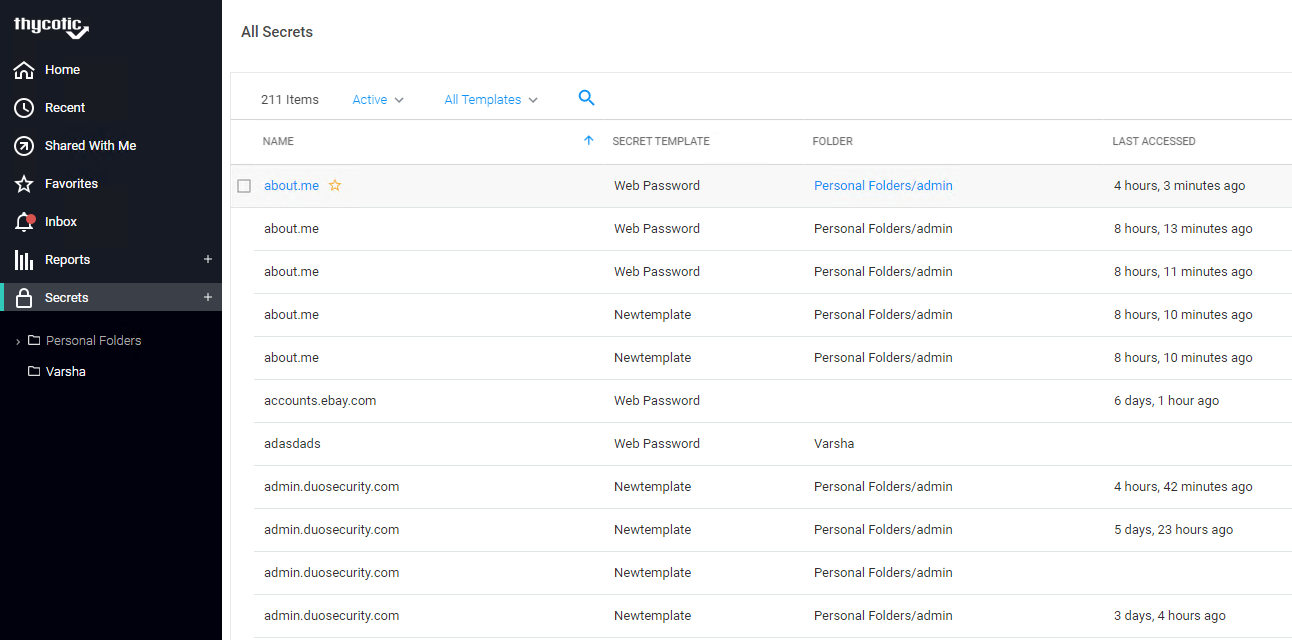 thycotic
Home
Recent
Shared With Me
Favorites
Inbox
Reports +
Secrets +
Personal Folders
Varsha
All Secrets
211 Items Active All Templates
NAME SECRET TEMPLATE FOLDER LAST ACCESSED
about.me Web Password Personal Folders/admin 4 hours, 3 minutes ago
about.me Web Password Personal Folders/admin 8 hours, 13 minutes ago
about.me Web Password Personal Folders/admin 8 hours, 11 minutes ago
about.me Newtemplate Personal Folders/admin 8 hours, 10 minutes ago
about.me Newtemplate Personal Folders/admin 8 hours, 10 minutes ago
accounts.ebay.com Web Password 6 days, 1 hour ago
adasdads Web Password Varsha
admin.duosecurity.com Newtemplate Personal Folders/admin 4 hours, 42 minutes ago
admin.duosecurity.com Newtemplate Personal Folders/admin 5 days, 23 hours ago
admin.duosecurity.com Newtemplate Personal Folders/admin
admin.duosecurity.com Newtemplate Personal Folders/admin 3 days, 4 hours ago